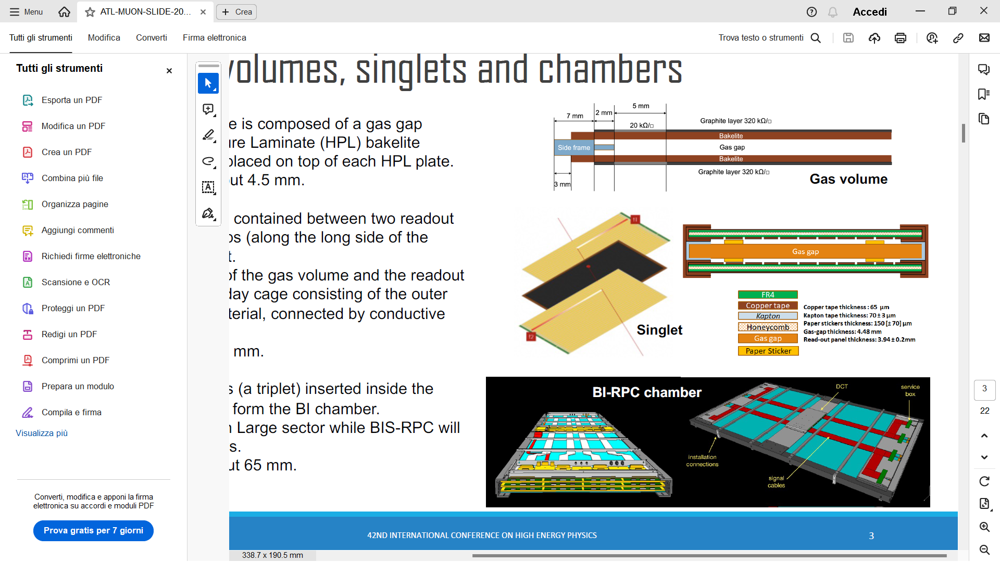 Menu
ATL-MUON-SLIDE-20...
Crea
Accedi
Tutti gli strumenti
Modifica
Converti
Firma elettronica
Trova testo o strumenti
Tutti gli strumenti
Esporta un PDF
Modifica un PDF
Crea un PDF
Combina più file
Organizza pagine
Aggiungi commenti
Richiedi firme elettroniche
Scansione e OCR
Proteggi un PDF
Redigi un PDF
Comprimi un PDF
Prepara un modulo
Compila e firma
Visualizza più
Converti, modifica e apponi la firma
elettronica su accordi e moduli PDF
Prova gratis per 7 giorni
volumes, singlets and chambers
e is composed of a gas gap
ure Laminate (HPL) bakelite
placed on top of each HPL plate.
ut 4.5 mm.
contained between two readout
os (along the long side of the
t.
of the gas volume and the readout
day cage consisting of the outer
terial, connected by conductive
mm.
s (a triplet) inserted inside the
form the BI chamber.
n Large sector while BIS-RPC will
s.
ut 65 mm.
7 mm
2 mm
5 mm
20 kΩ/□
Graphite layer 320 kΩ/□
Bakelite
Side frame
Gas gap
Bakelite
Graphite layer 320 kΩ/□
3 mm
Gas volume
t1
t2
Singlet
Gas gap
FR4
Copper tape
Kapton
Honeycomb
Gas gap
Paper Sticker
Copper tape thickness : 65 µm
Kapton tape thickness: 70 ± 3 µm
Paper stickers thickness: 150 [± 70] µm
Gas-gap thickness: 4.48 mm
Read-out panel thickness: 3.94 ± 0.2mm
BI-RPC chamber
DCT
service
box
installation
connections
signal
cables
42ND INTERNATIONAL CONFERENCE ON HIGH ENERGY PHYSICS
3
338.7 x 190.5 mm
3
22